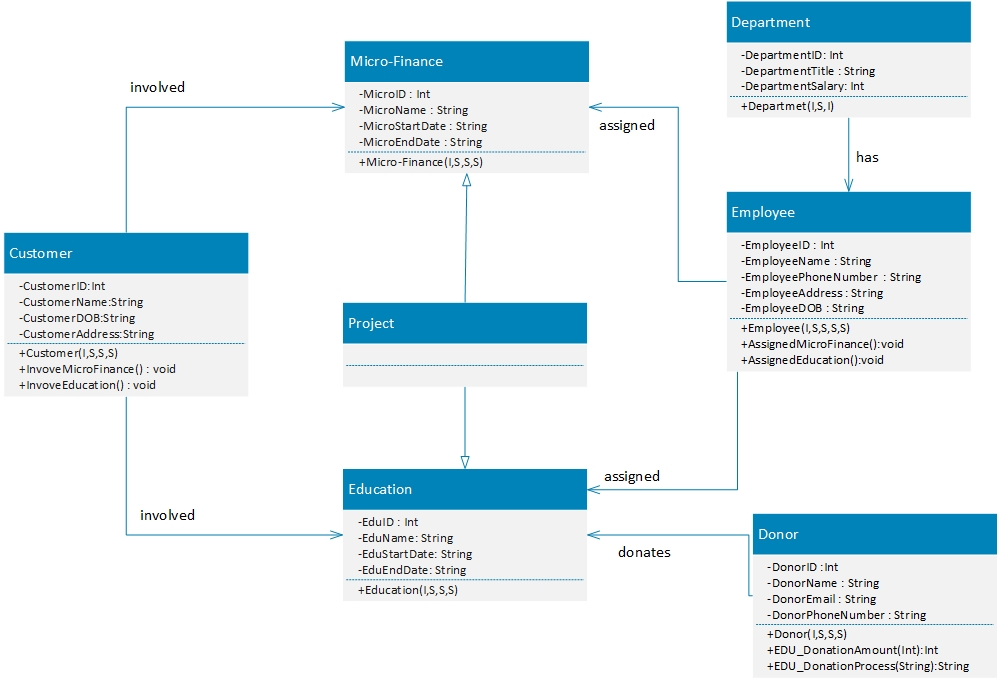 Department
-DepartmentID: Int
-DepartmentTitle : String
-DepartmentSalary: Int
+Departmet(I,S,I)
Micro-Finance
-MicroID : Int
-MicroName : String
-MicroStartDate : String
-MicroEndDate : String
+Micro-Finance(I,S,S,S)
involved
assigned
has
Employee
-EmployeeID : Int
-EmployeeName : String
-EmployeePhoneNumber : String
-EmployeeAddress : String
-EmployeeDOB : String
+Employee(I,S,S,S,S)
+AssignedMicroFinance():void
+AssignedEducation():void
Customer
-CustomerID:Int
-CustomerName:String
-CustomerDOB:String
-CustomerAddress:String
+Customer(I,S,S,S)
+InvoveMicroFinance() : void
+InvoveEducation() : void
Project
Education
-EduID : Int
-EduName: String
-EduStartDate: String
-EduEndDate: String
+Education(I,S,S,S)
assigned
involved
donates
Donor
-DonorID :Int
-DonorName : String
-DonorEmail : String
-DonorPhoneNumber : String
+Donor(I,S,S,S)
+EDU_DonationAmount(Int):Int
+EDU_DonationProcess(String):String